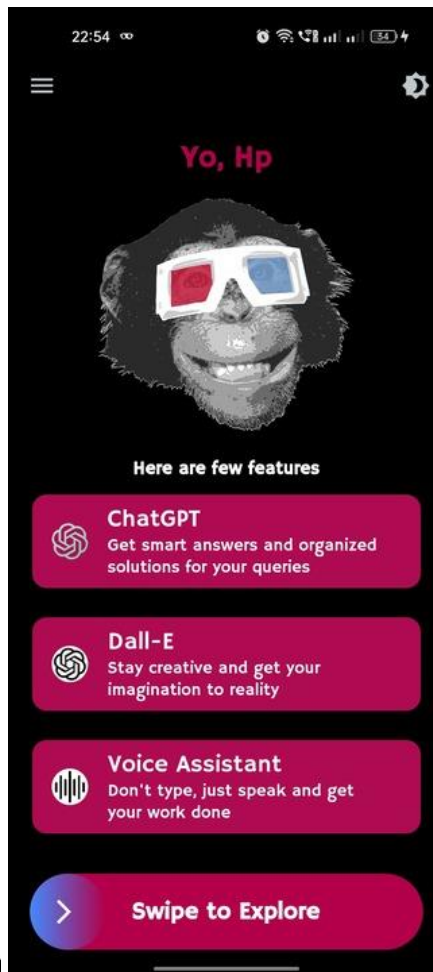 22:54
34
Yo, Hp
Here are few features
ChatGPT
Get smart answers and organized
solutions for your queries
Dall-E
Stay creative and get your
imagination to reality
Voice Assistant
Don't type, just speak and get
your work done
Swipe to Explore